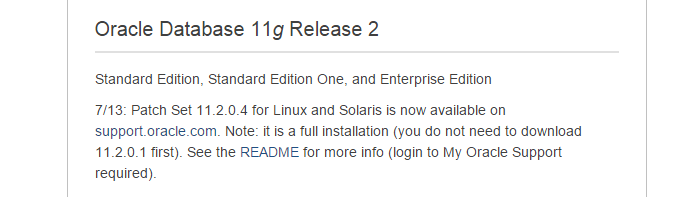 Oracle Database 11g Release 2
Standard Edition, Standard Edition One, and Enterprise Edition
7/13: Patch Set 11.2.0.4 for Linux and Solaris is now available on
support.oracle.com. Note: it is a full installation (you do not need to download
11.2.0.1 first). See the README for more info (login to My Oracle Support
required).